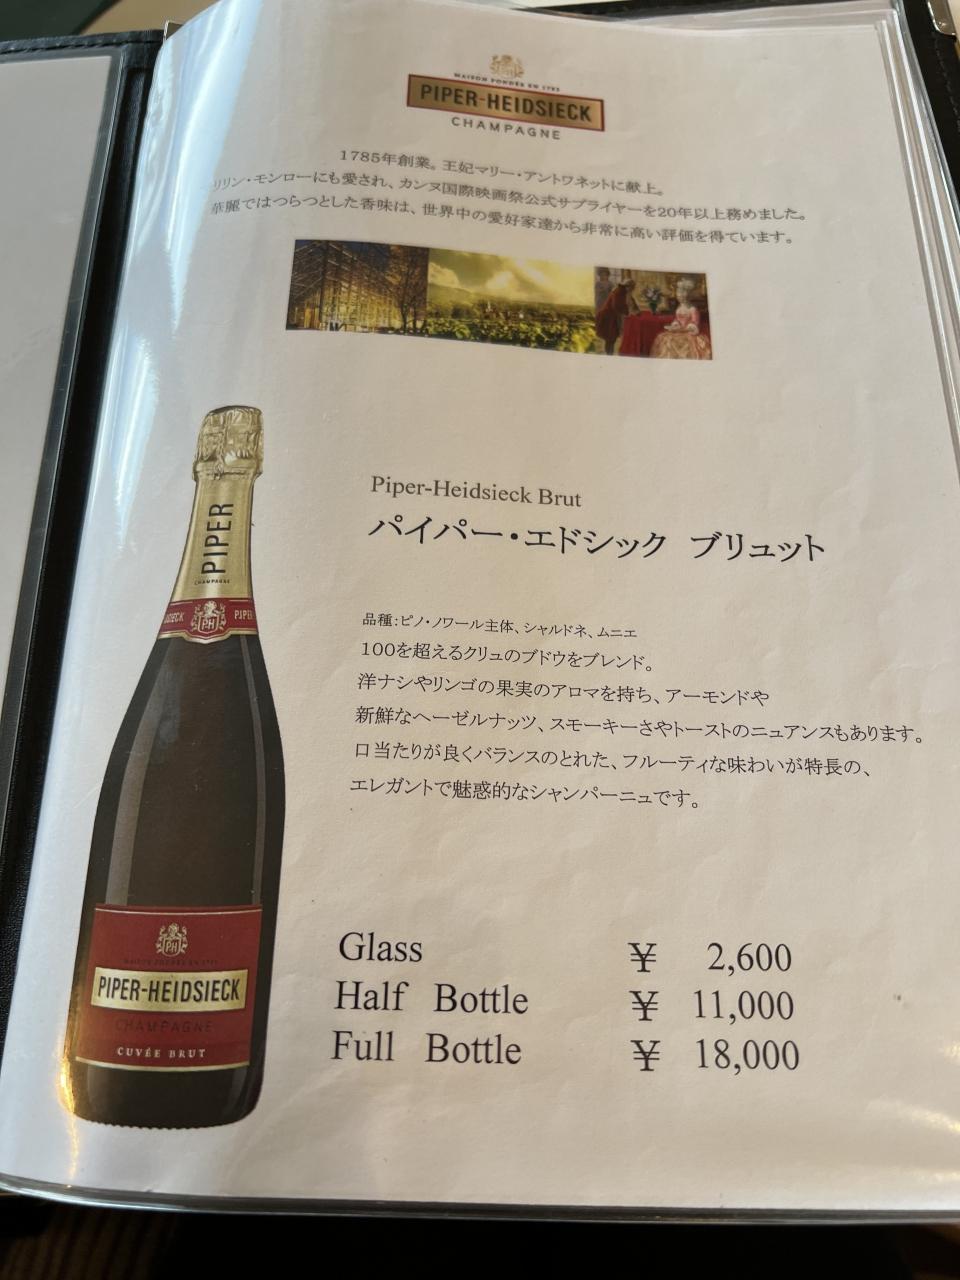 MAISON FONDÉE EN 1785
PIPER-HEIDSIECK
CHAMPAGNE
1785年創業。王妃マリー・アントワネットに献上。
リリン・モンローにも愛され、カンヌ国際映画祭公式サプライヤーを20年以上務めました。
華麗ではつらつとした香味は、世界中の愛好家達から非常に高い評価を得ています。
Piper-Heidsieck Brut
パイパー・エドシック ブリュット
品種:ピノ・ノワール主体、シャルドネ、ムニエ
100を超えるクリュのブドウをブレンド。
洋ナシやリンゴの果実のアロマを持ち、アーモンドや
新鮮なヘーゼルナッツ、スモーキーさやトーストのニュアンスもあります。
口当たりが良くバランスのとれた、フルーティな味わいが特長の、
エレガントで魅惑的なシャンパーニュです。
Glass ¥ 2,600
Half Bottle ¥ 11,000
Full Bottle ¥ 18,000
PIPER
CHAMPAGNE
DSIECK PH PIPE
PH
PIPER-HEIDSIECK
CHAMPAGNE
CUVÉE BRUT